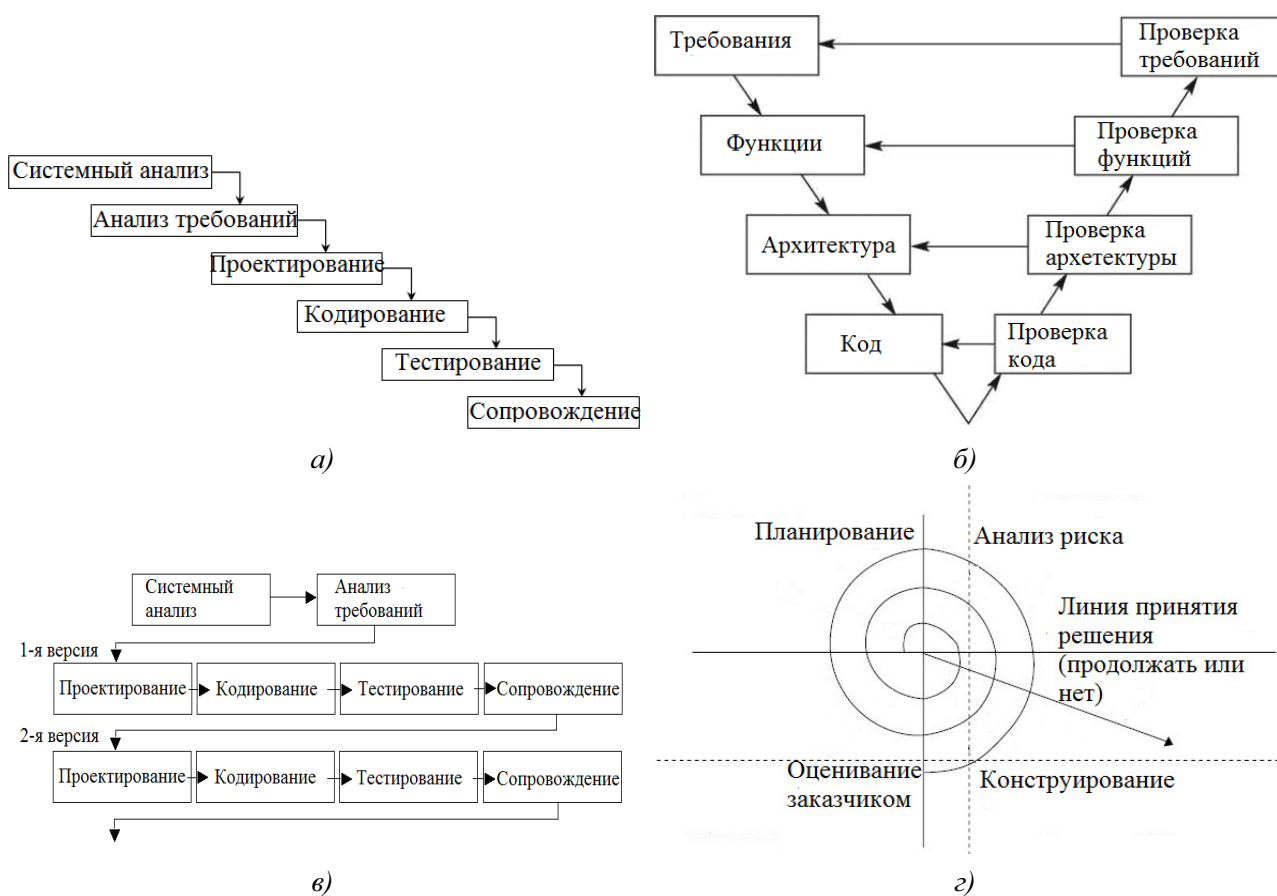 Системный анализ
Анализ требований
Проектирование
Кодирование
Тестирование
Сопровождение
а)
Требования
Проверка
требований
Функции
Проверка
функций
Архитектура
Проверка
архетектуры
Код
Проверка
кода
б)
Системный
анализ
Анализ
требований
1-я версия
Проектирование
Кодирование
Тестирование
Сопровождение
2-я версия
Проектирование
Кодирование
Тестирование
Сопровождение
в)
Планирование
Анализ риска
Линия принятия
решения
(продолжать или
нет)
Оценивание
заказчиком
Конструирование
г)